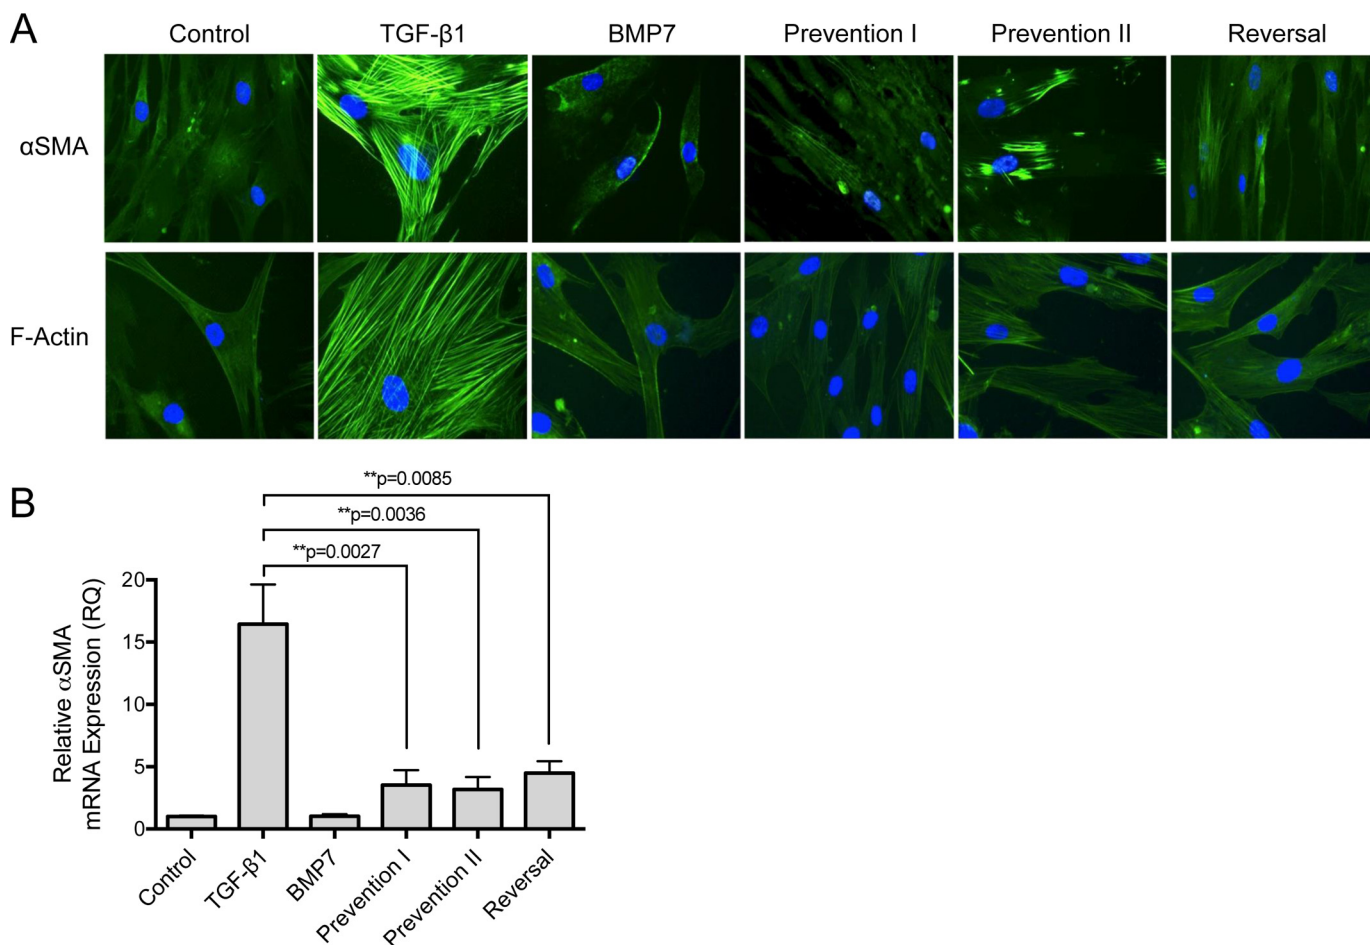 A
Control TGF-β1 BMP7 Prevention I Prevention II Reversal
αSMA
F-Actin
B
**p=0.0085
**p=0.0036
**p=0.0027
Relative αSMA
mRNA Expression (RQ)
20
15
10
5
0
Control TGF-β1 BMP7 Prevention I Prevention II Reversal